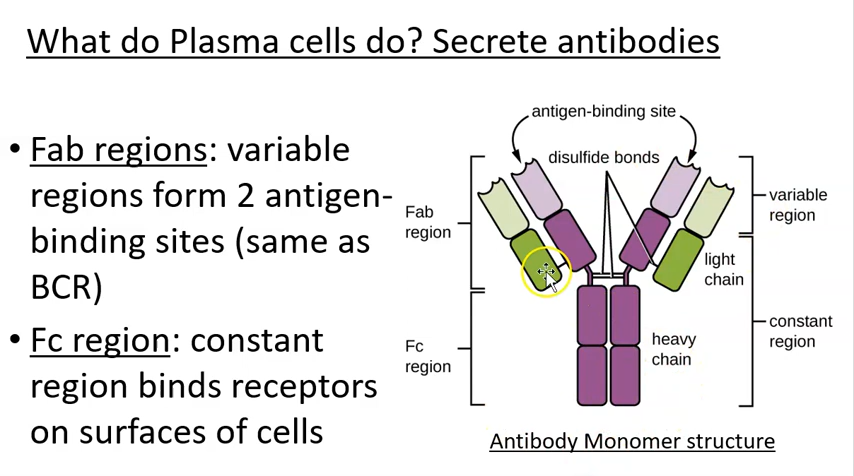 What do Plasma cells do? Secrete antibodies
• Fab regions: variable
regions form 2 antigen-
binding sites (same as
BCR)
• Fc region: constant
region binds receptors
on surfaces of cells
antigen-binding site
disulfide bonds
Fab
region
variable
region
light
chain
constant
region
Fc
region
heavy
chain
Antibody Monomer structure